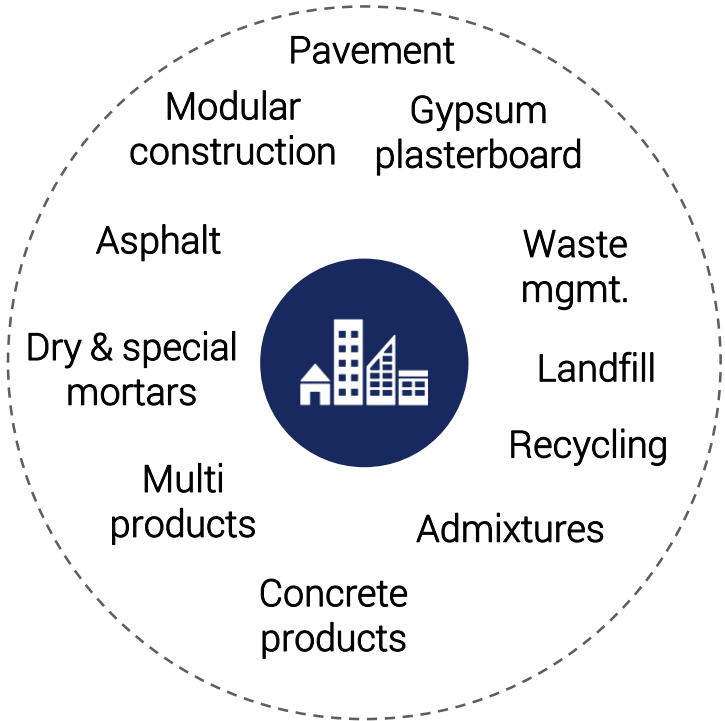 Pavement
Modular
construction
Gypsum
plasterboard
Asphalt
Waste
mgmt.
Dry & special
mortars
Landfill
Recycling
Multi
products
Admixtures
Concrete
products